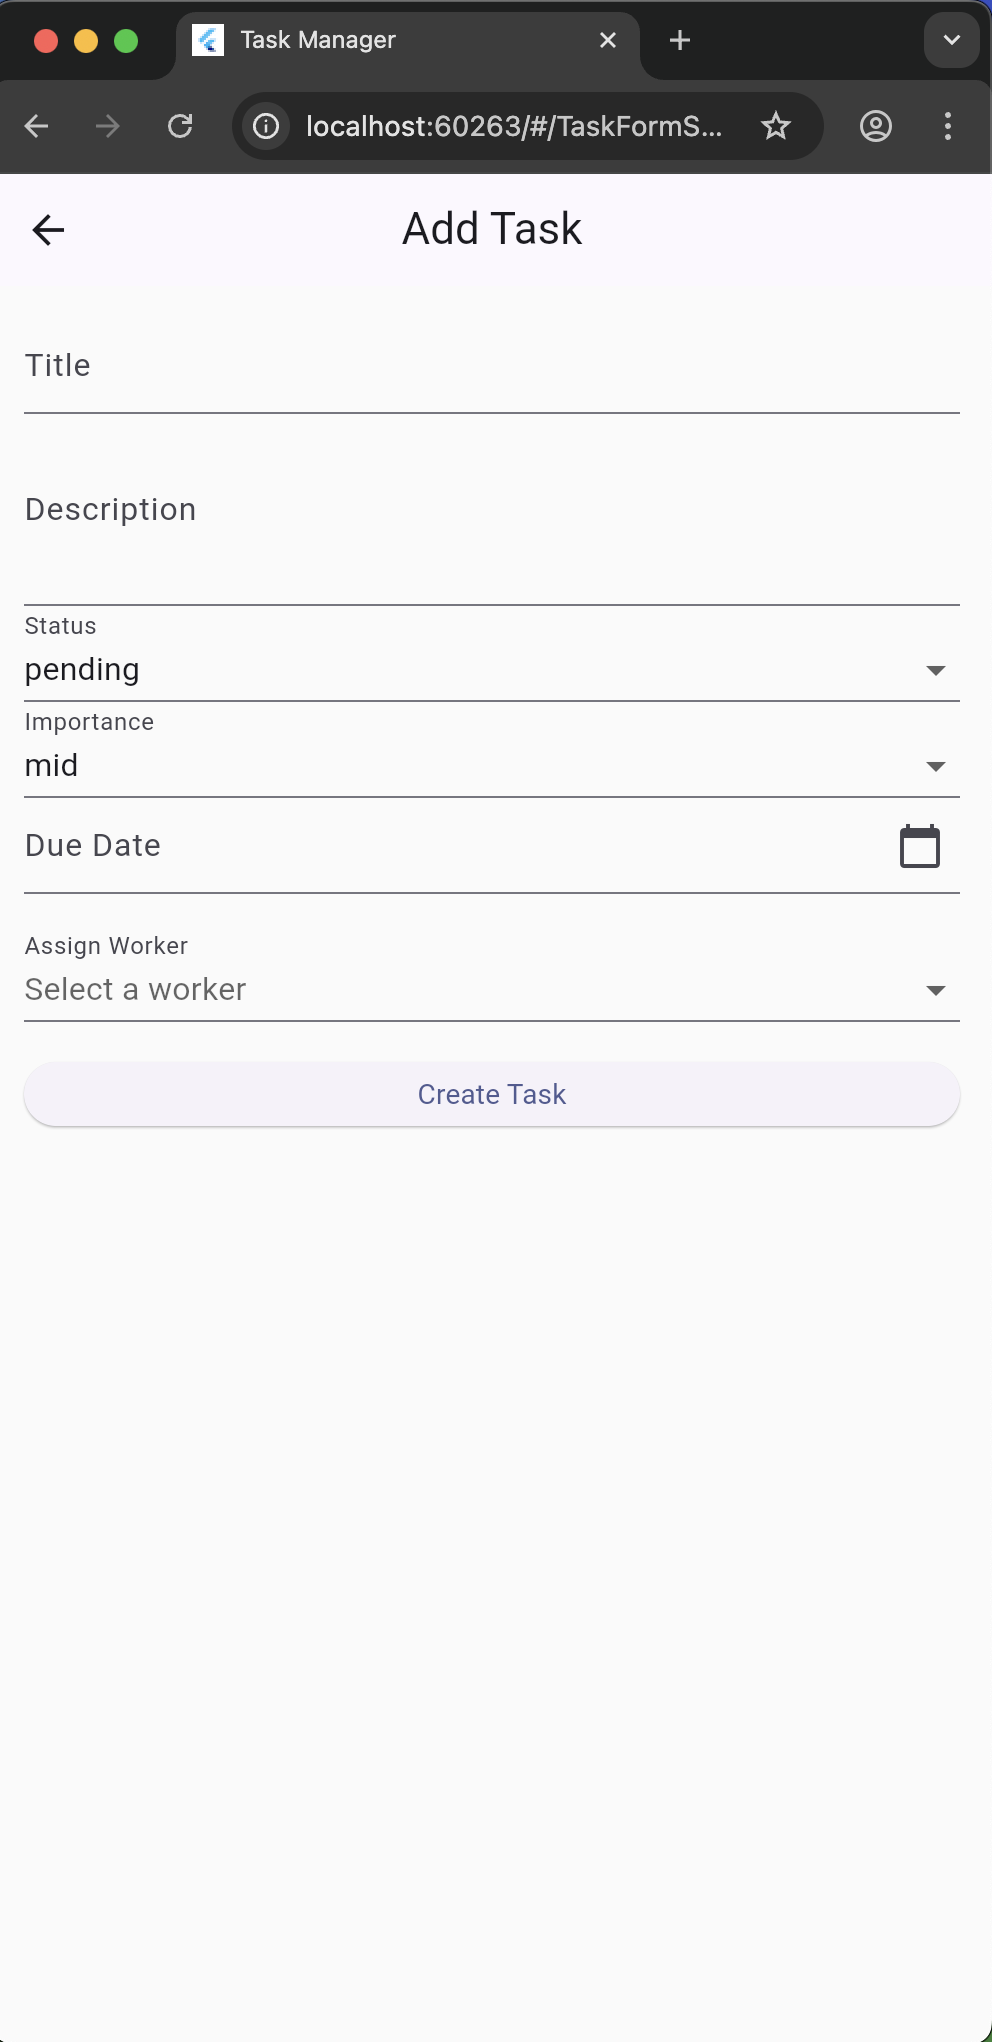 Task Manager
localhost:60263/#/TaskFormS...
Add Task
Title
Description
Status
pending
Importance
mid
Due Date
Assign Worker
Select a worker
Create Task